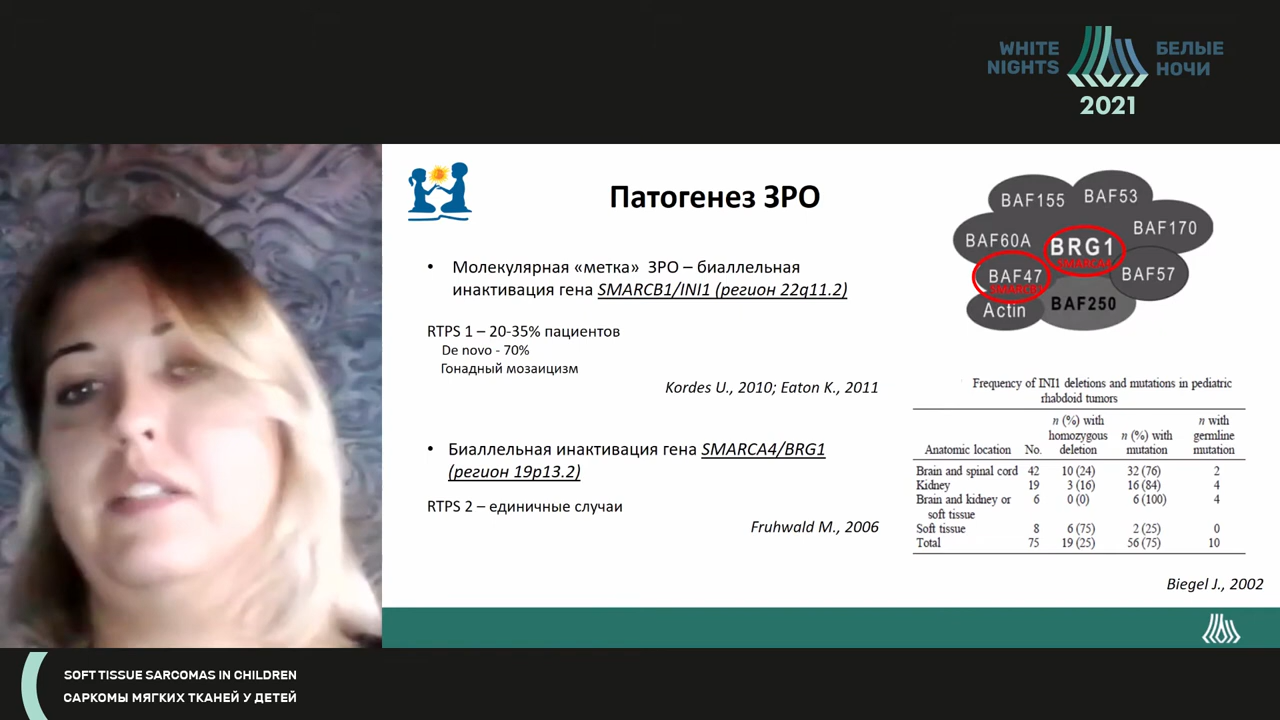 WHITE NIGHTS
БЕЛЫЕ НОЧИ
2021
Патогенез ЗРО
• Молекулярная «метка» ЗРО – биаллельная
инактивация гена SMARCB1/INI1 (регион 22q11.2)
RTPS 1 – 20-35% пациентов
De novo - 70%
Гонадный мозаицизм
Kordes U., 2010; Eaton K., 2011
• Биаллельная инактивация гена SMARCA4/BRG1
(регион 19p13.2)
RTPS 2 – единичные случаи
Fruhwald M., 2006
BAF155 BAF53
BAF60A BRG1 BAF170
BAF47 BAF57
Actin BAF250
Frequency of INI1 deletions and mutations in pediatric
rhabdoid tumors
n (%) with n with
homozygous n (%) with germline
Anatomic location No. deletion mutation mutation
Brain and spinal cord 42 10 (24) 32 (76) 2
Kidney 19 3 (16) 16 (84) 4
Brain and kidney or 6 0 (0) 6 (100) 4
soft tissue
Soft tissue 8 6 (75) 2 (25) 0
Total 75 19 (25) 56 (75) 10
Biegel J., 2002
SOFT TISSUE SARCOMAS IN CHILDREN
САРКОМЫ МЯГКИХ ТКАНЕЙ У ДЕТЕЙ